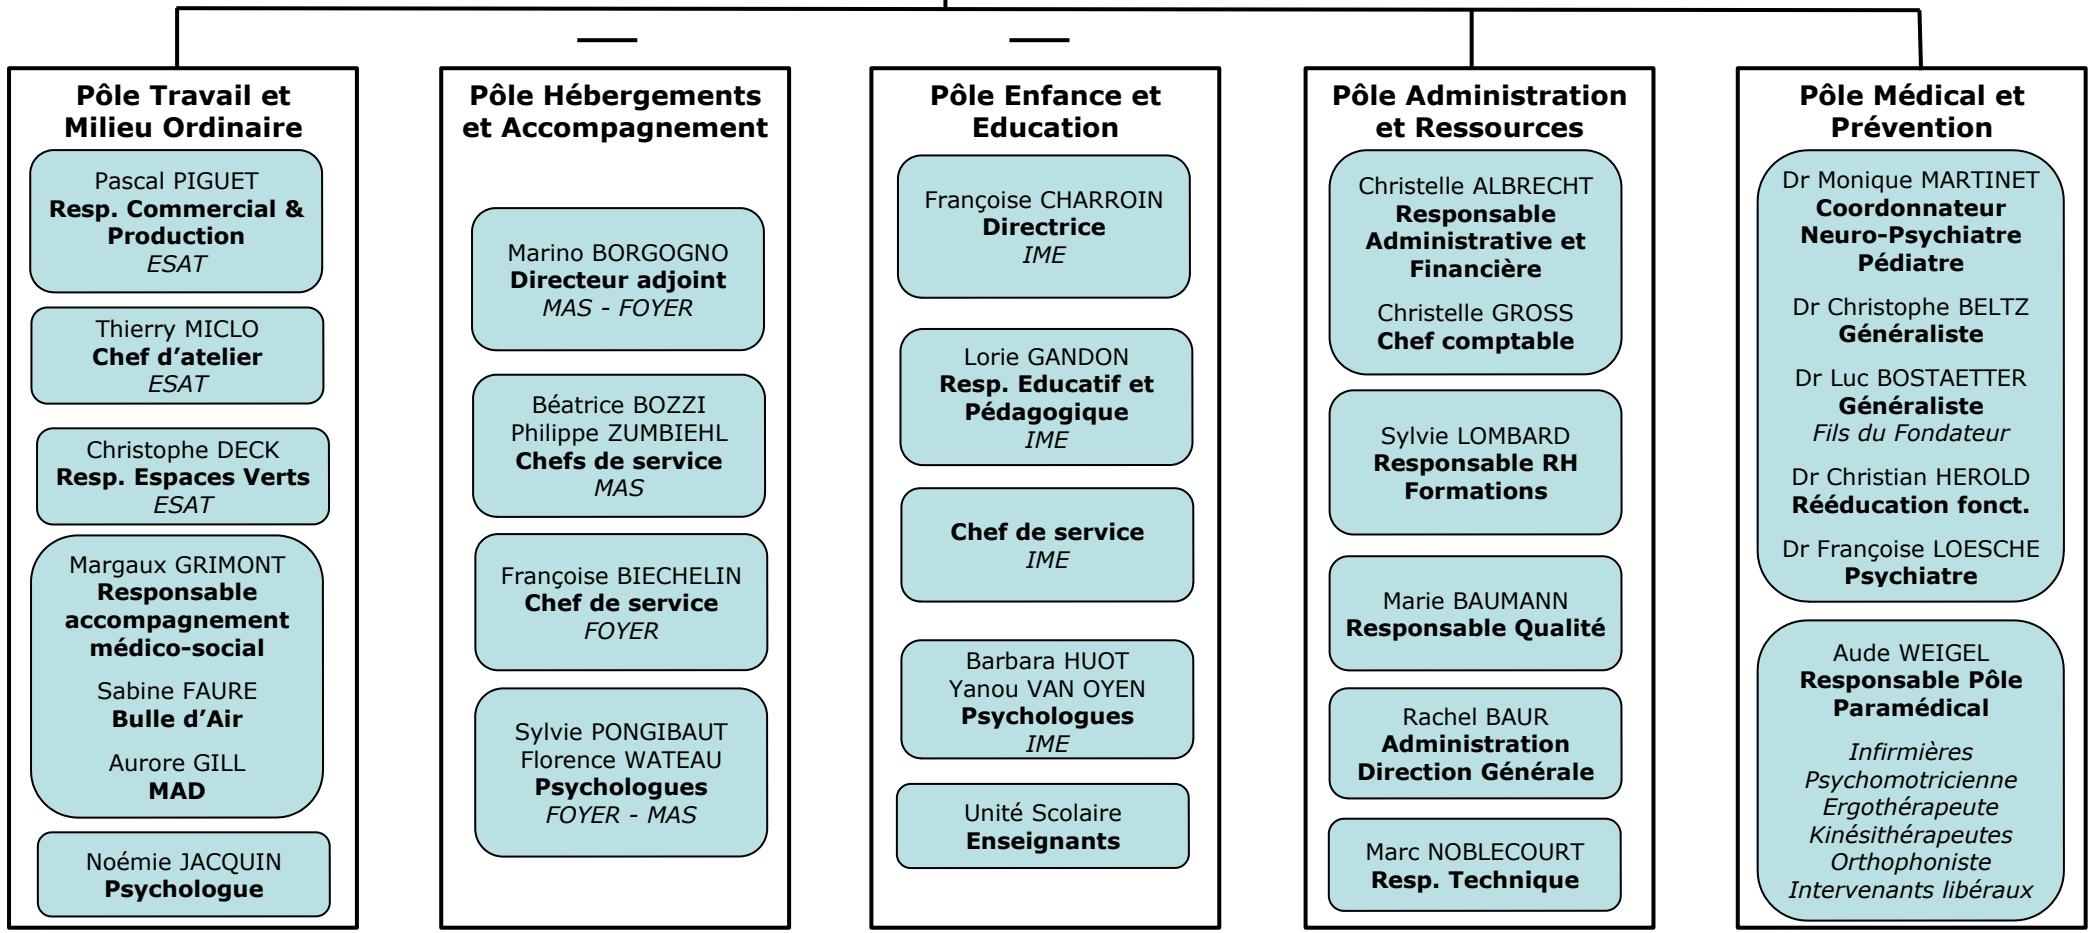 Pôle Travail et
Milieu Ordinaire
Pascal PIGUET
Resp. Commercial &
Production
ESAT
Thierry MICLO
Chef d’atelier
ESAT
Christophe DECK
Resp. Espaces Verts
ESAT
Margaux GRIMONT
Responsable
accompagnement
médico-social
Sabine FAURE
Bulle d’Air
Aurore GILL
MAD
Noémie JACQUIN
Psychologue
Pôle Hébergements
et Accompagnement
Marino BORGOGNO
Directeur adjoint
MAS - FOYER
Béatrice BOZZI
Philippe ZUMBIEHL
Chefs de service
MAS
Françoise BIECHELIN
Chef de service
FOYER
Sylvie PONGIBAUT
Florence WATEAU
Psychologues
FOYER - MAS
Pôle Enfance et
Education
Françoise CHARROIN
Directrice
IME
Lorie GANDON
Resp. Educatif et
Pédagogique
IME
Chef de service
IME
Barbara HUOT
Yanou VAN OYEN
Psychologues
IME
Unité Scolaire
Enseignants
Pôle Administration
et Ressources
Christelle ALBRECHT
Responsable
Administrative et
Financière
Christelle GROSS
Chef comptable
Sylvie LOMBARD
Responsable RH
Formations
Marie BAUMANN
Responsable Qualité
Rachel BAUR
Administration
Direction Générale
Marc NOBLECOURT
Resp. Technique
Pôle Médical et
Prévention
Dr Monique MARTINET
Coordonnateur
Neuro-Psychiatre
Pédiatre
Dr Christophe BELTZ
Généraliste
Dr Luc BOSTAETTER
Généraliste
Fils du Fondateur
Dr Christian HEROLD
Rééducation fonct.
Dr Françoise LOESCHE
Psychiatre
Aude WEIGEL
Responsable Pôle
Paramédical
Infirmières
Psychomotricienne
Ergothérapeute
Kinésithérapeutes
Orthophoniste
Intervenants libéraux